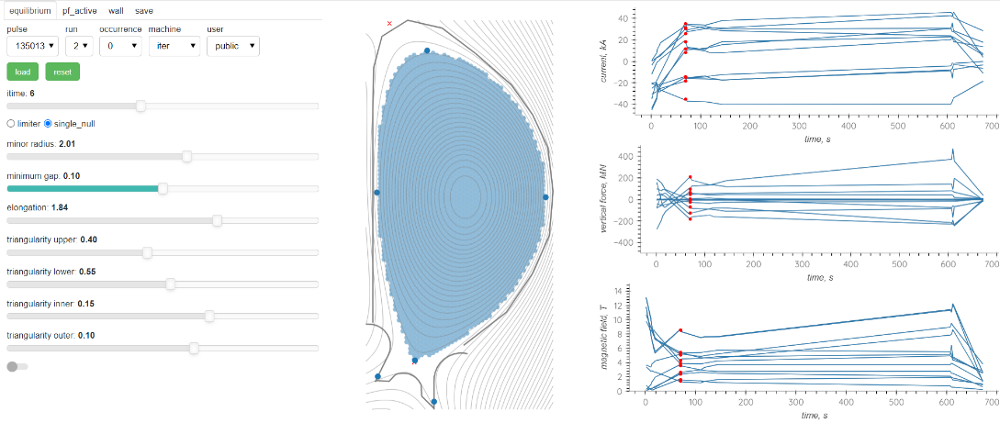 equilibrium pf_active wall save
pulse run occurrence machine user
135013 2 0 iter public
load reset
itime: 6
limiter single_null
minor radius: 2.01
minimum gap: 0.10
elongation: 1.84
triangularity upper: 0.40
triangularity lower: 0.55
triangularity inner: 0.15
triangularity outer: 0.10
current, kA
40
20
0
−20
−40
0 100 200 300 400 500 600 700
time, s
vertical force, MN
400
200
0
−200
−400
0 100 200 300 400 500 600 700
time, s
magnetic field, T
14
12
10
8
6
4
2
0
0 100 200 300 400 500 600 700
time, s